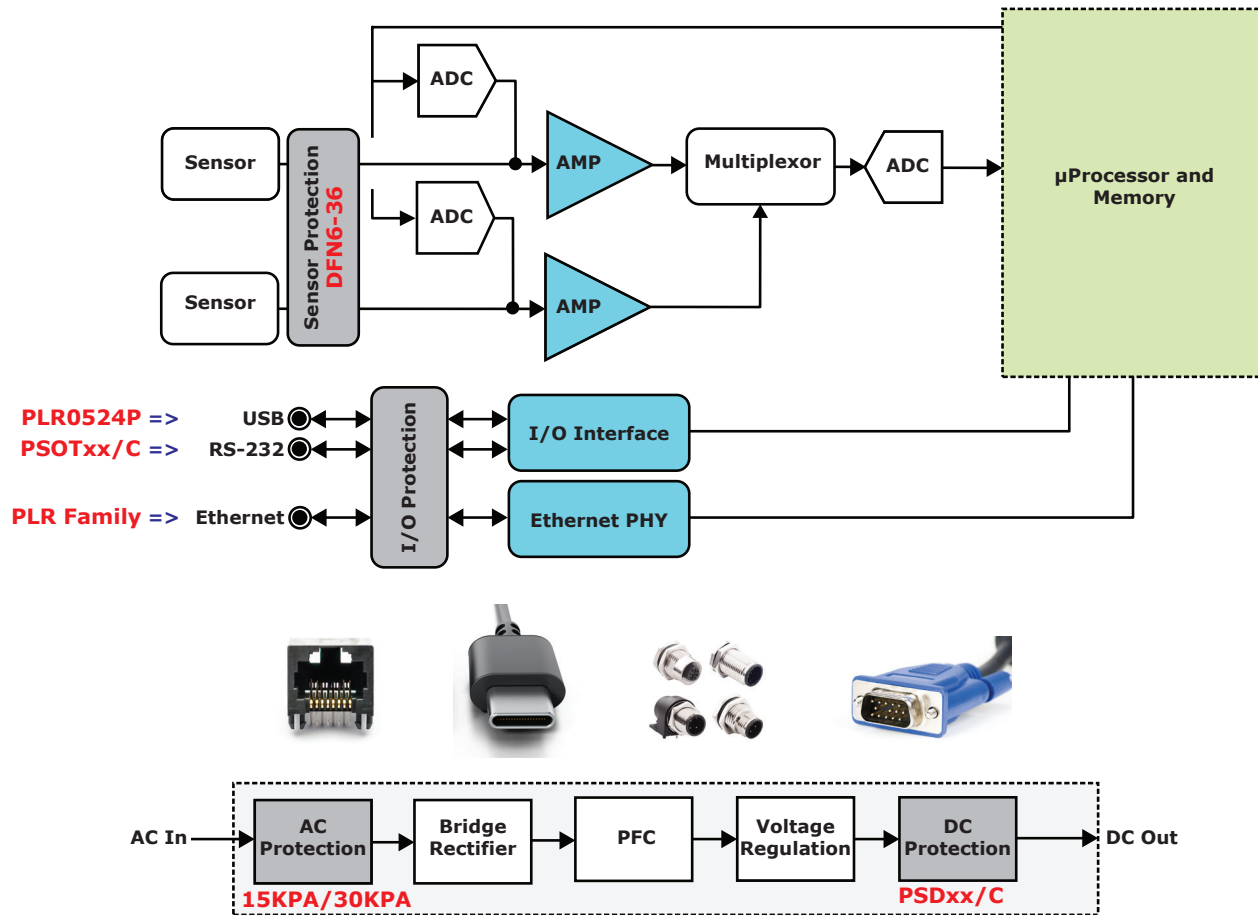 ADC
Sensor
Sensor Protection
DFN6-36
AMP
Multiplexor
ADC
µProcessor and
Memory
ADC
Sensor
AMP
PLR0524P => USB
PSOTxx/C => RS-232
PLR Family => Ethernet
I/O Protection
I/O Interface
Ethernet PHY
AC In
AC
Protection
Bridge
Rectifier
PFC
Voltage
Regulation
DC
Protection
DC Out
15KPA/30KPA
PSDxx/C